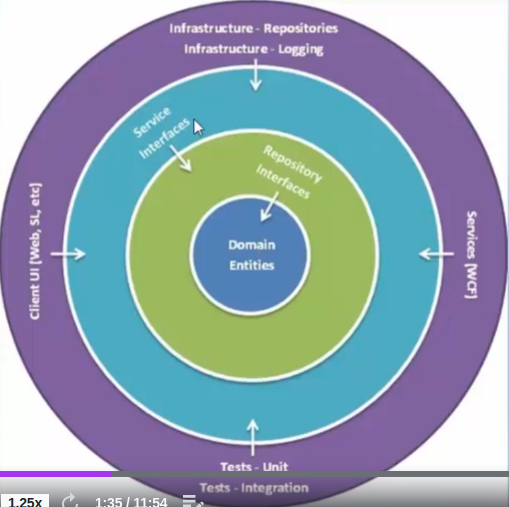 Infrastructure - Repositories
Infrastructure - Logging
Service
Interfaces
Repository
Interfaces
Client UI (Web, SL, etc)
Domain
Entities
Services (WCF)
Tests - Unit
Tests - Integration
1.25x
1:35 / 11:54